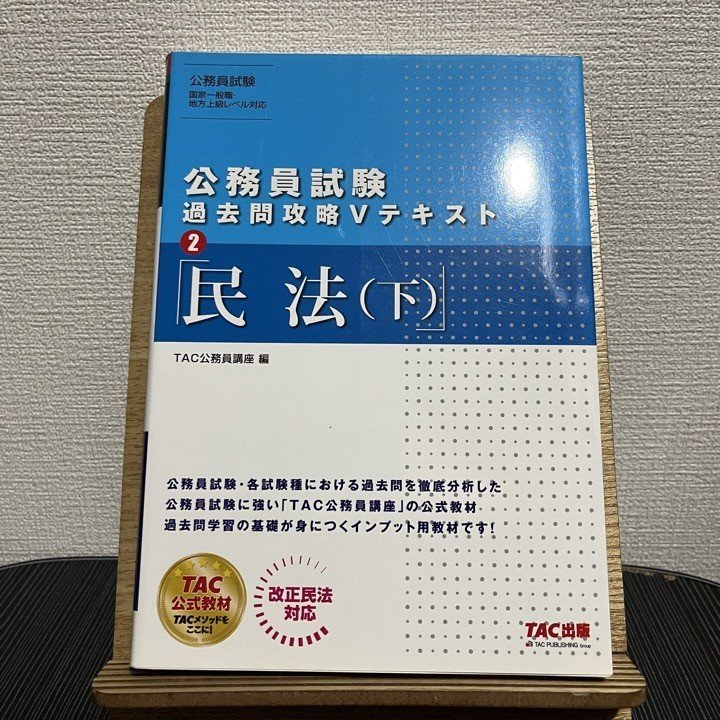 公務員試験
国家一般職・
地方上級レベル対応
公務員試験
過去問攻略Vテキスト
2
「民法(下)」
TAC公務員講座 編
公務員試験・各試験種における過去問を徹底分析した
公務員試験に強い「TAC公務員講座」の公式教材
過去問学習の基礎が身につくインプット用教材です!
TAC
公式教材
TACメソッドを
ここに!
改正民法
対応
TAC出版
TAC PUBLISHING Group